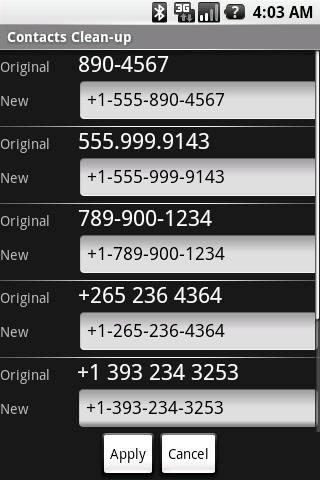 3G 4:03 AM
Contacts Clean-up
Original 890-4567
New +1-555-890-4567
Original 555.999.9143
New +1-555-999-9143
Original 789-900-1234
New +1-789-900-1234
Original +265 236 4364
New +1-265-236-4364
Original +1 393 234 3253
New +1-393-234-3253
Apply Cancel